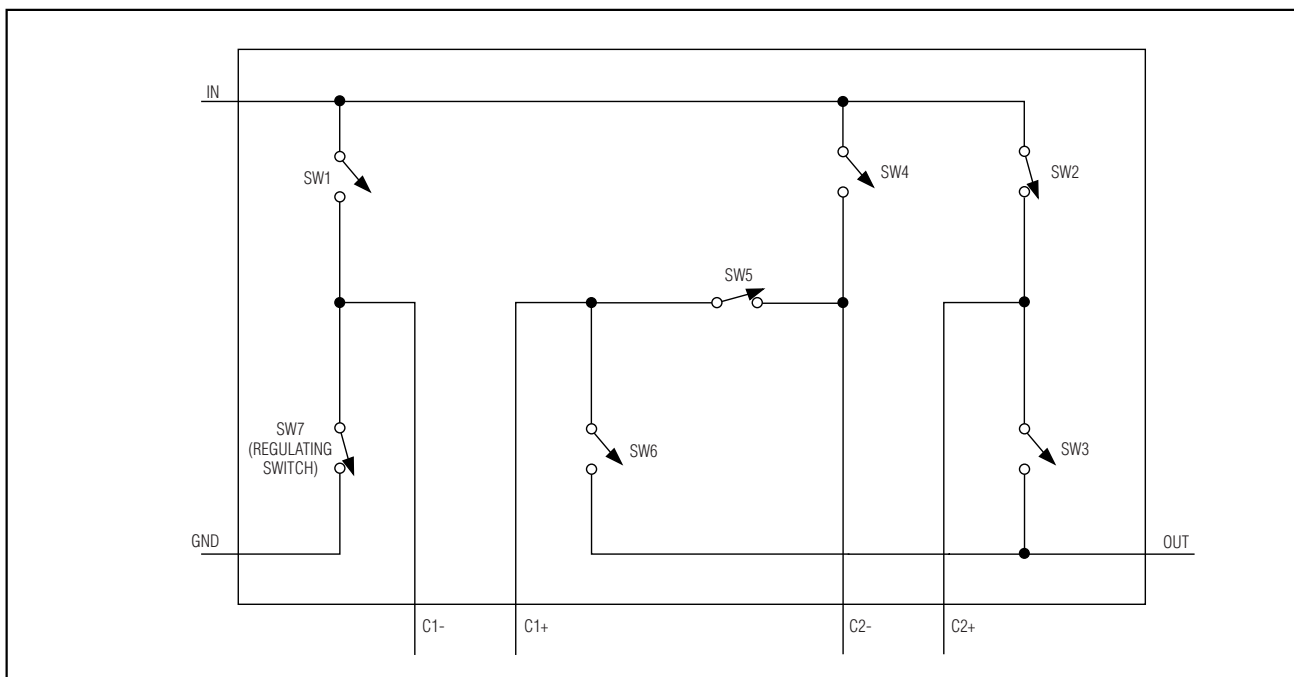 IN
SW1
SW4
SW2
SW5
SW7
(REGULATING
SWITCH)
SW6
SW3
GND
OUT
C1-
C1+
C2-
C2+